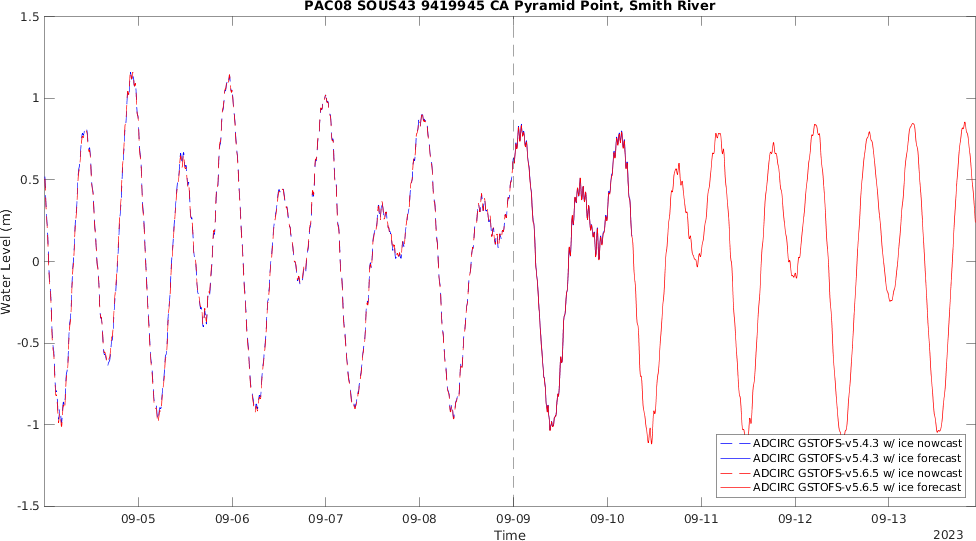 PAC08 SOUS43 9419945 CA Pyramid Point, Smith River
1.5
1
0.5
0
-0.5
-1
-1.5
Water Level (m)
09-05
09-06
09-07
09-08
09-09
09-10
09-11
09-12
09-13
Time
2023
ADCIRC GSTOFS-v5.4.3 w/ ice nowcast
ADCIRC GSTOFS-v5.4.3 w/ ice forecast
ADCIRC GSTOFS-v5.6.5 w/ ice nowcast
ADCIRC GSTOFS-v5.6.5 w/ ice forecast